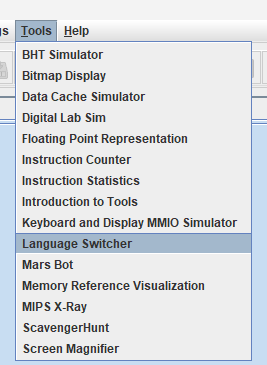 s Tools Help
BHT Simulator
Bitmap Display
Data Cache Simulator
Digital Lab Sim
Floating Point Representation
Instruction Counter
Instruction Statistics
Introduction to Tools
Keyboard and Display MMIO Simulator
Language Switcher
Mars Bot
Memory Reference Visualization
MIPS X-Ray
ScavengerHunt
Screen Magnifier